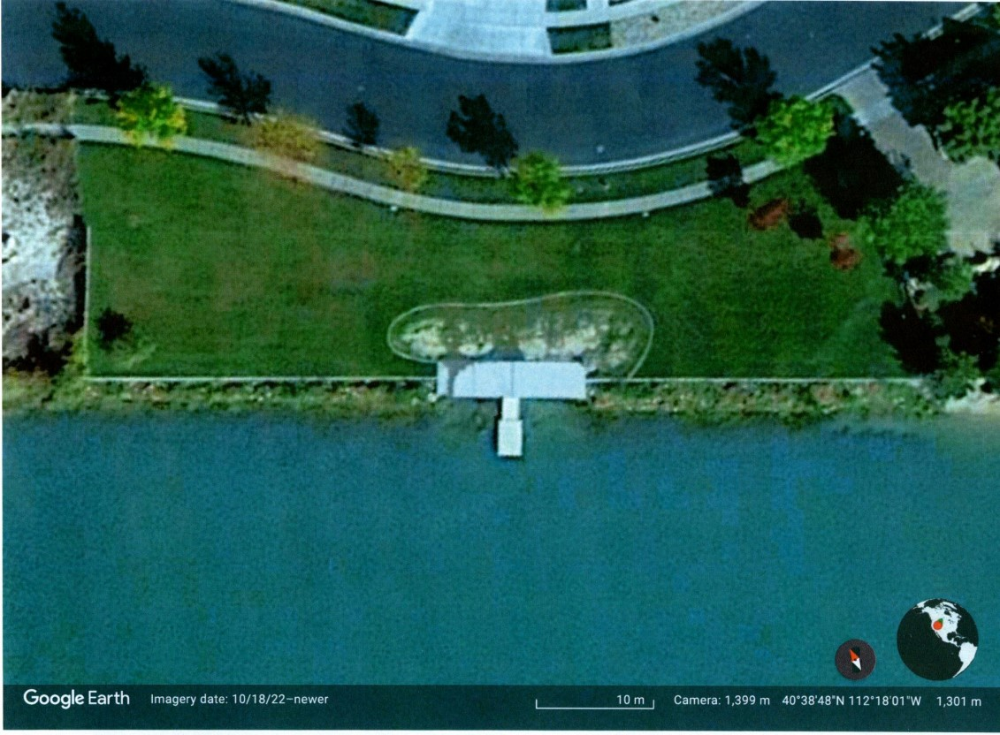 Google Earth
Imagery date: 10/18/22–newer
10 m
Camera: 1,399 m 40°38'48"N 112°18'01"W 1,301 m